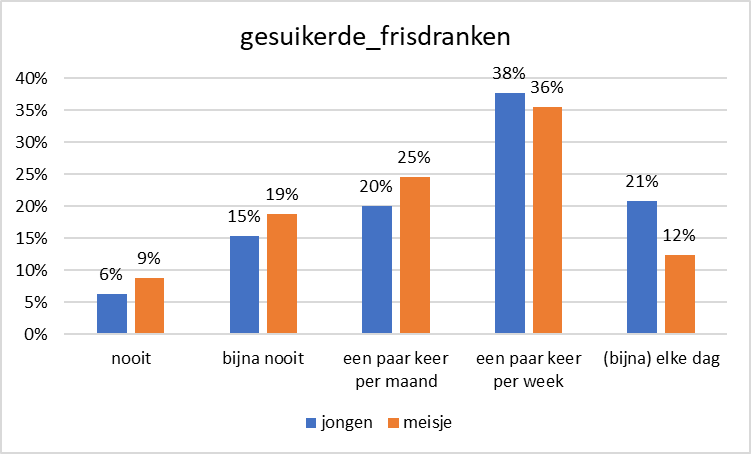 gesuikerde_frisdranken
40%
35%
30%
25%
20%
15%
10%
5%
0%
6%
9%
15%
19%
20%
25%
38%
36%
21%
12%
nooit
bijna nooit
een paar keer
per maand
een paar keer
per week
(bijna) elke dag
jongen
meisje